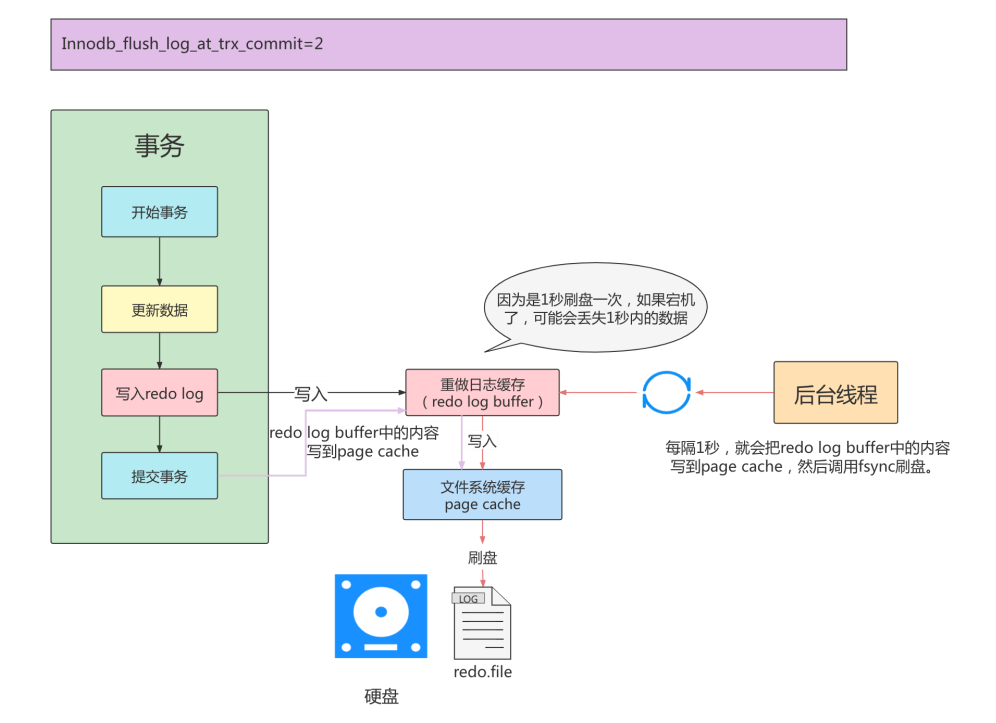 Innodb_flush_log_at_trx_commit=2
事务
开始事务
更新数据
写入redo log
提交事务
写入
redo log buffer中的内容
写到page cache
因为是1秒刷盘一次，如果宕机
了，可能会丢失1秒内的数据
重做日志缓存
（ redo log buffer ）
写入
文件系统缓存
page cache
刷盘
LOG
redo.file
硬盘
后台线程
每隔1秒，就会把redo log buffer中的内容
写到page cache，然后调用fsync刷盘。